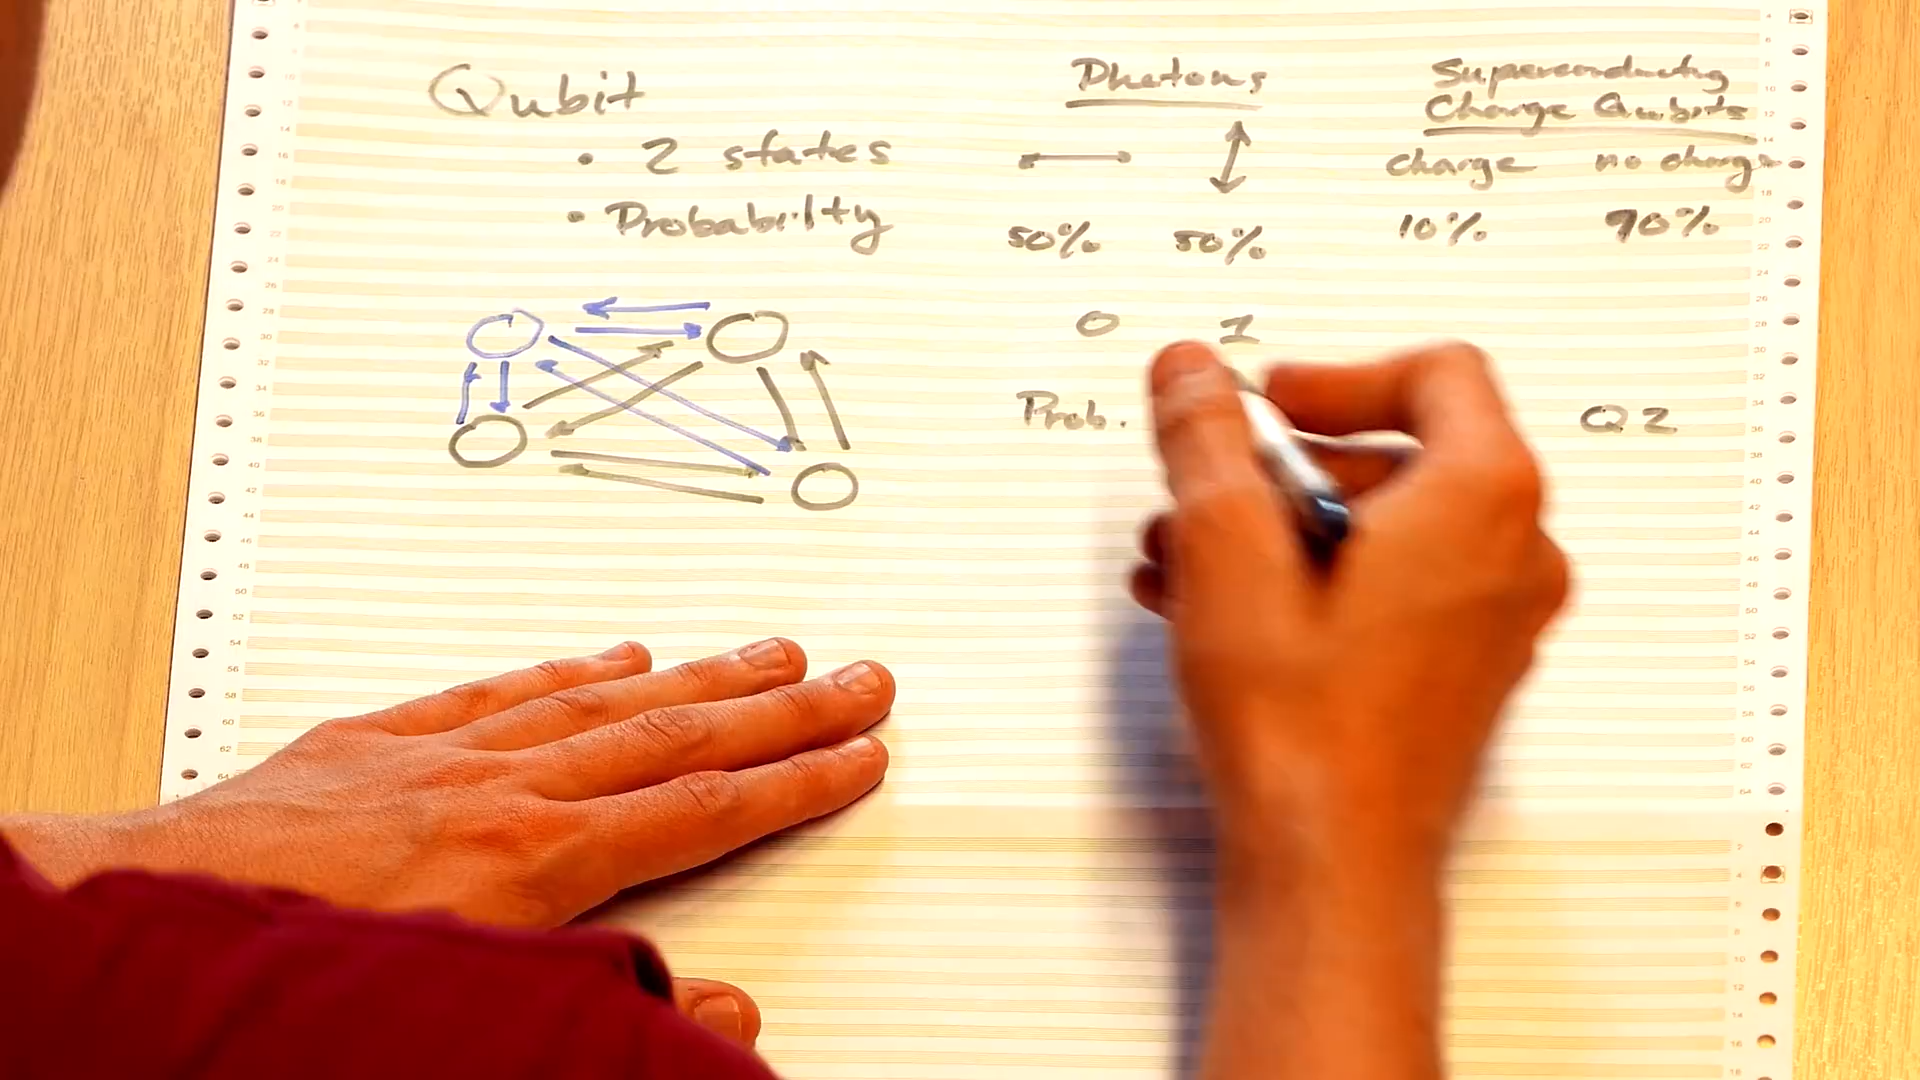 Qubit
• 2 states
• Probability
Photons
50% 50%
Superconducting
Charge Qubits
charge no charge
10% 90%
0 1
Prob. Q2